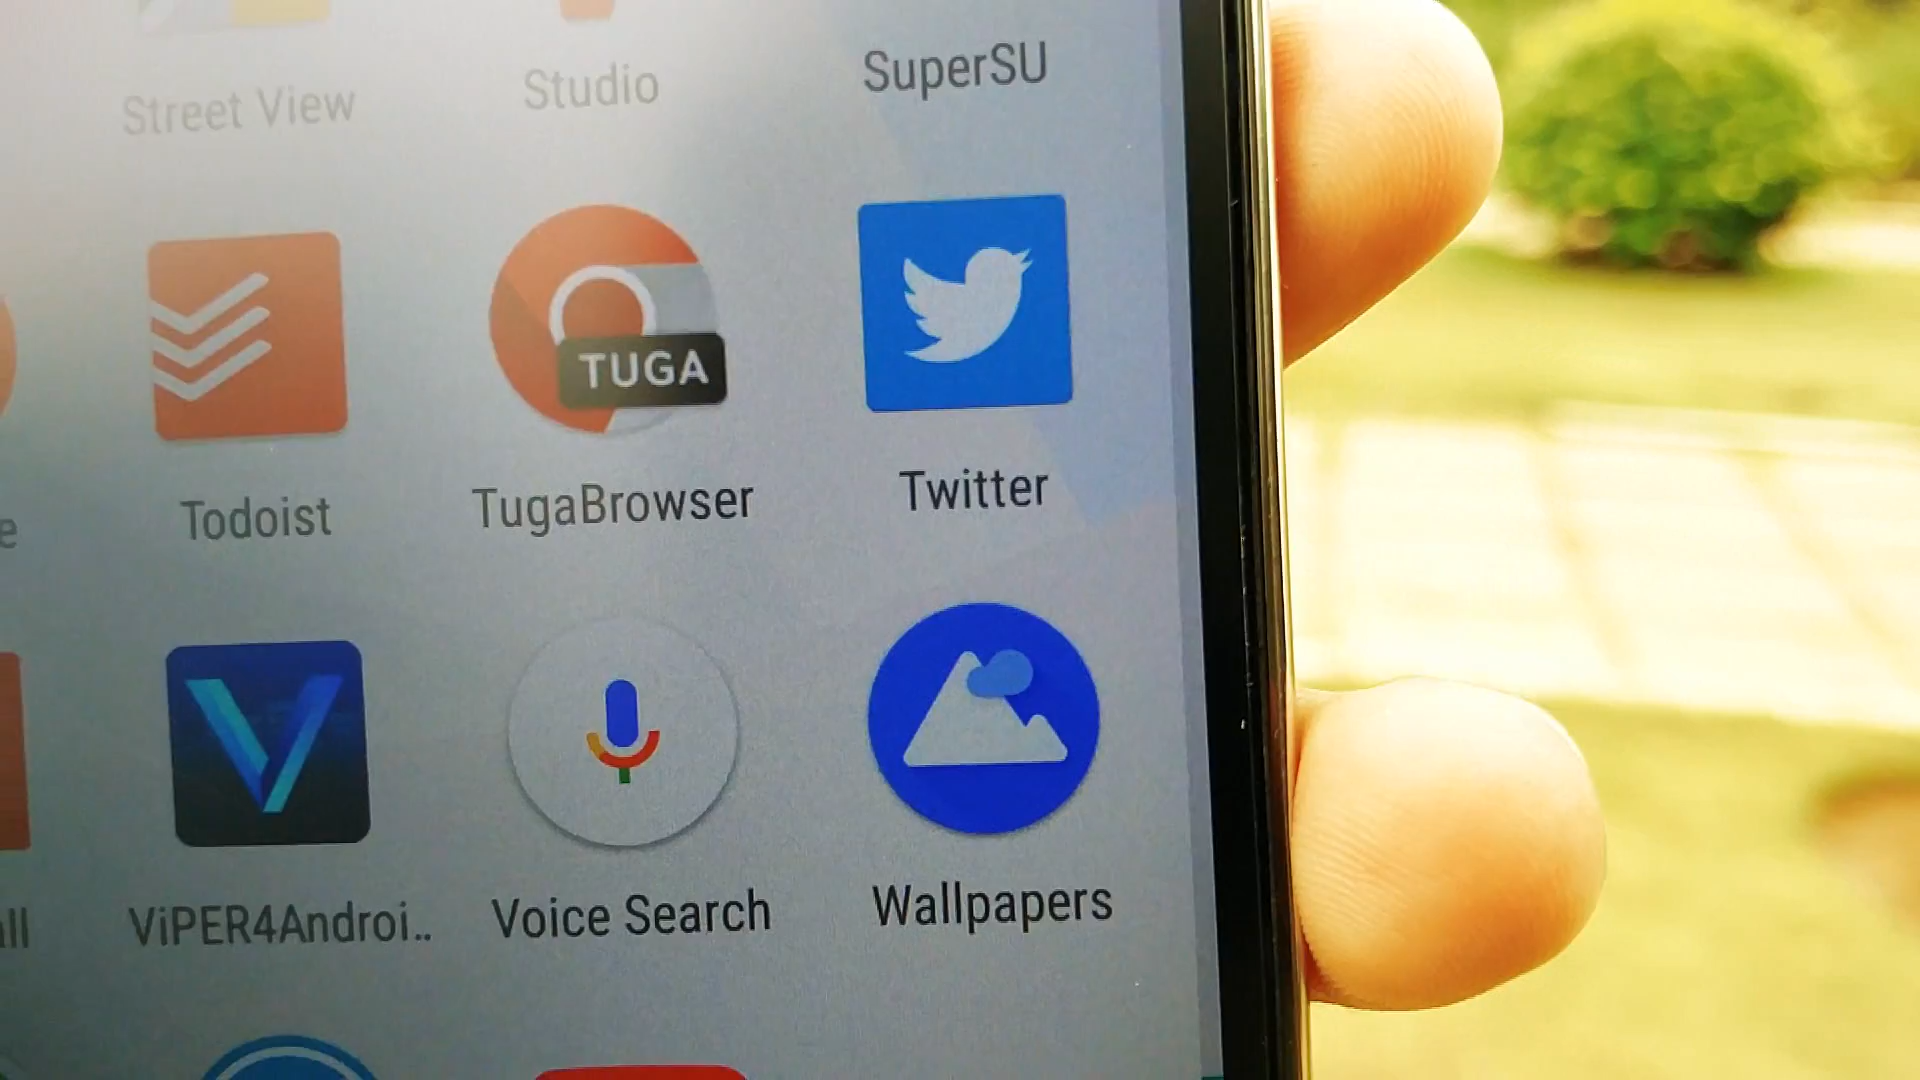 Street View
Studio
SuperSU
TUGA
Todoist
TugaBrowser
Twitter
ViPER4Androi..
Voice Search
Wallpapers